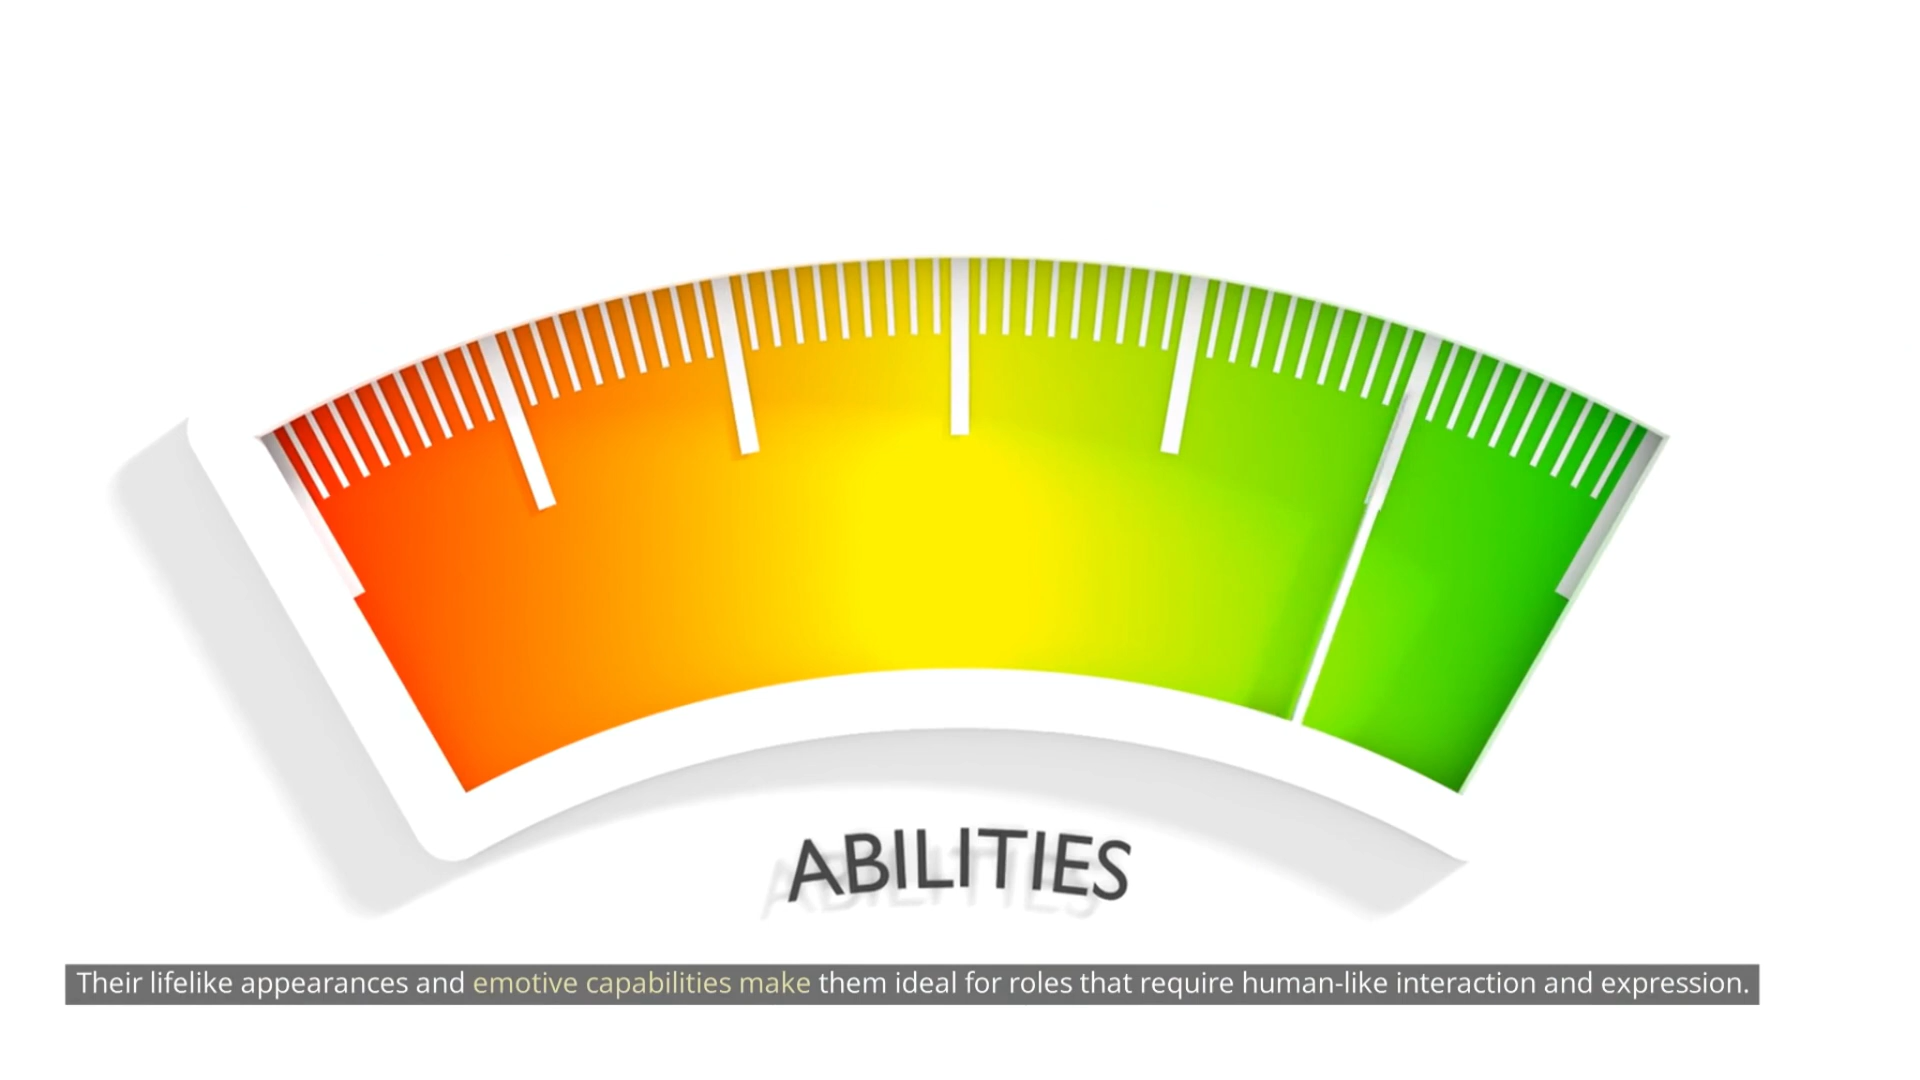 ABILITIES
Their lifelike appearances and emotive capabilities make them ideal for roles that require human-like interaction and expression.